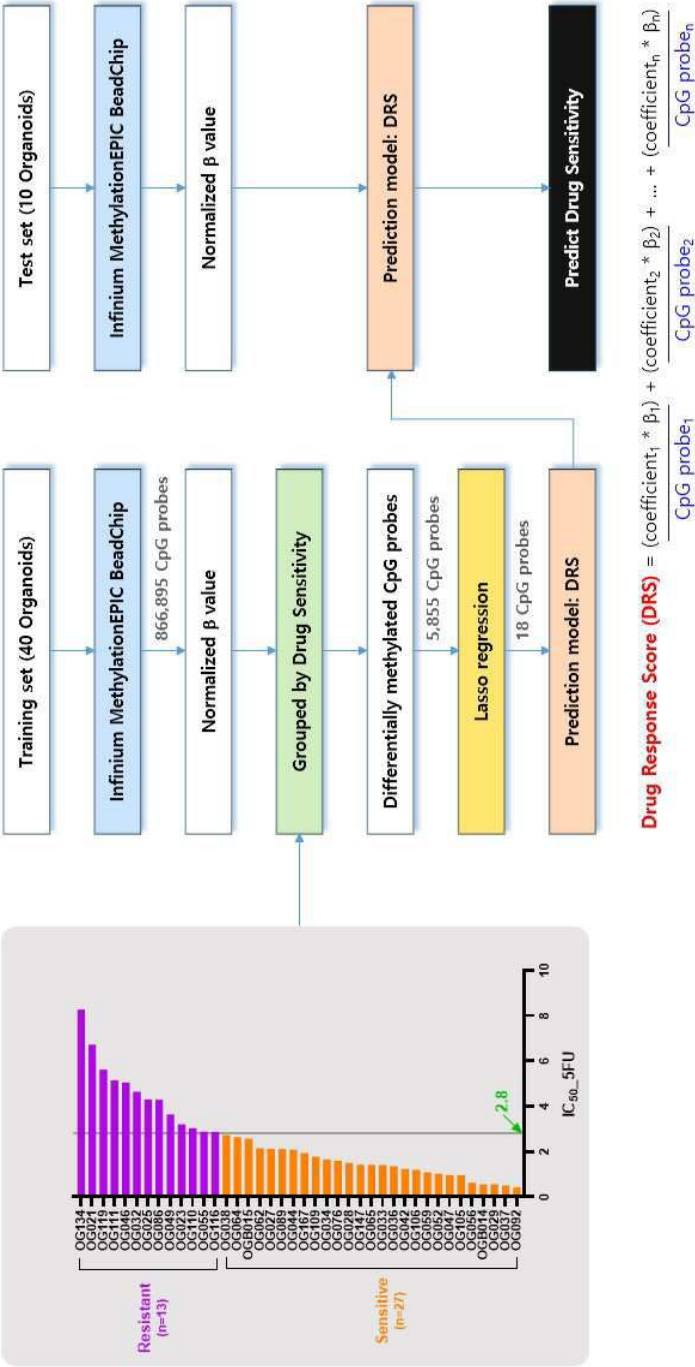 Resistant
(n=13)
Sensitive
(n=27)
OG134
OG021
OG119
OG111
OG046
OG032
OG025
OG086
OG049
OG023
OG110
OG055
OG116
OG038
OG064
OGB015
OG062
OG027
OG089
OG044
OG167
OG109
OG034
OG076
OG028
OG147
OG065
OG033
OG036
OG042
OG106
OG059
OG052
OG047
OG105
OG056
OGB014
OG029
OG037
OG092
0 2 4 6 8 10
2.8
IC50_5FU
Training set (40 Organoids)
Infinium MethylationEPIC BeadChip
866,895 CpG probes
Normalized β value
Grouped by Drug Sensitivity
Differentially methylated CpG probes
5,855 CpG probes
Lasso regression
18 CpG probes
Prediction model: DRS
Test set (10 Organoids)
Infinium MethylationEPIC BeadChip
Normalized β value
Prediction model: DRS
Predict Drug Sensitivity
Drug Response Score (DRS) = (coefficient1 * β1) + (coefficient2 * β2) + ... + (coefficientn * βn)
CpG probe1 CpG probe2 CpG proben